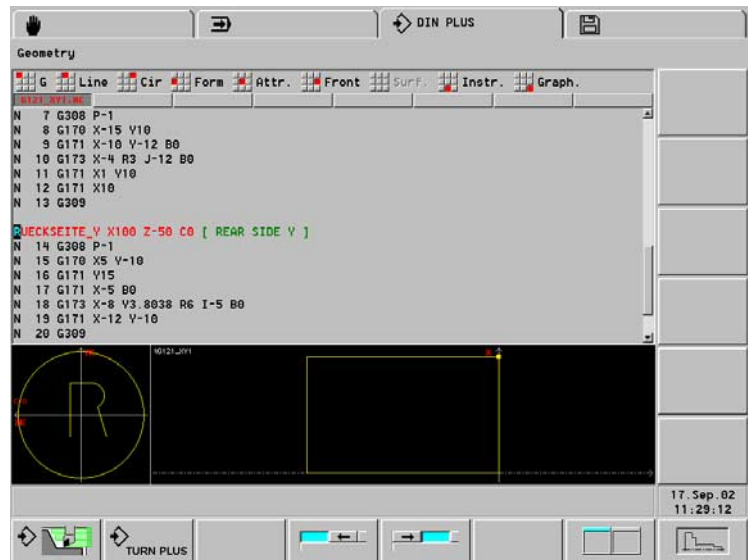 DIN PLUS
Geometry
G Line Cir Form Attr. Front Surf. Instr. Graph.
G121_XY1.NC
N 7 G308 P-1
N 8 G170 X-15 Y10
N 9 G171 X-10 Y-12 B0
N 10 G173 X-4 R3 J-12 B0
N 11 G171 X1 Y10
N 12 G171 X10
N 13 G309
RUECKSEITE_Y X100 Z-50 C0 [ REAR SIDE Y ]
N 14 G308 P-1
N 15 G170 X5 Y-10
N 16 G171 Y15
N 17 G171 X-5 B0
N 18 G173 X-8 Y3.8038 R6 I-5 B0
N 19 G171 X-12 Y-10
N 20 G309
R
X
17.Sep.02
11:29:12
TURN PLUS